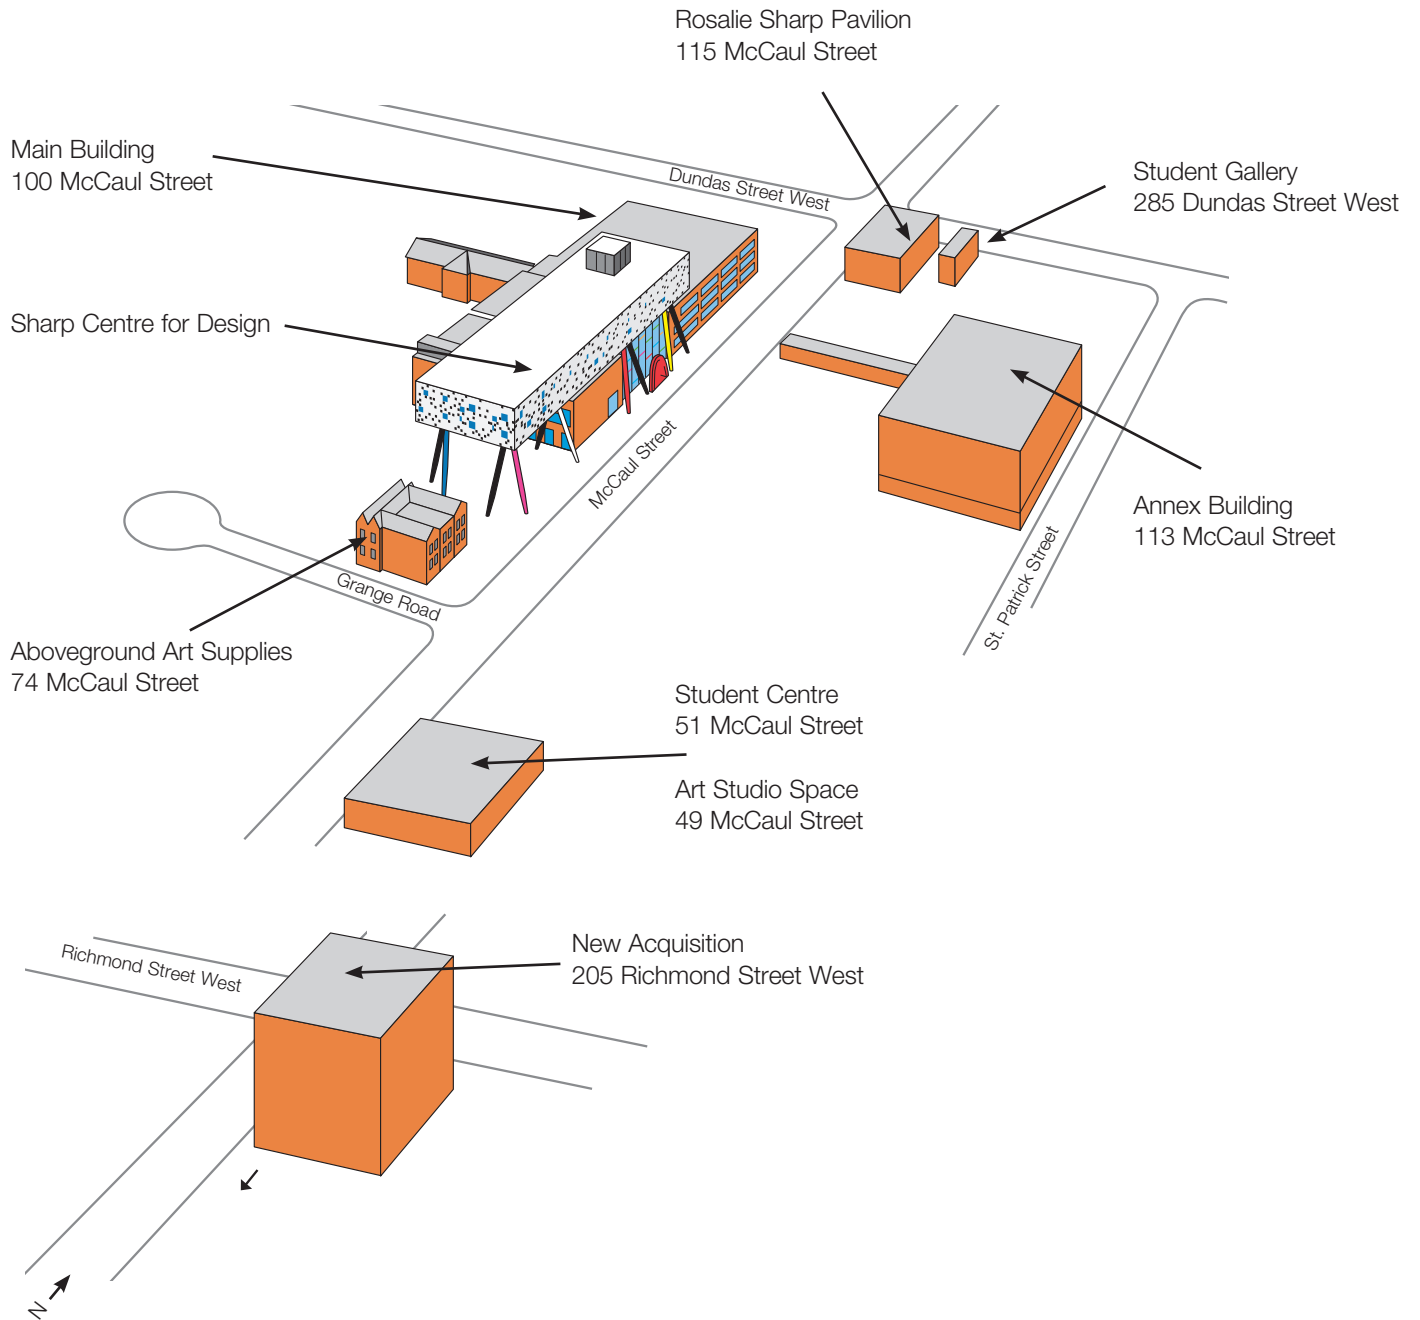 Rosalie Sharp Pavilion
115 McCaul Street
Main Building
100 McCaul Street
Dundas Street West
Student Gallery
285 Dundas Street West
Sharp Centre for Design
McCaul Street
Annex Building
113 McCaul Street
St. Patrick Street
Grange Road
Aboveground Art Supplies
74 McCaul Street
Student Centre
51 McCaul Street
Art Studio Space
49 McCaul Street
New Acquisition
205 Richmond Street West
Richmond Street West
N